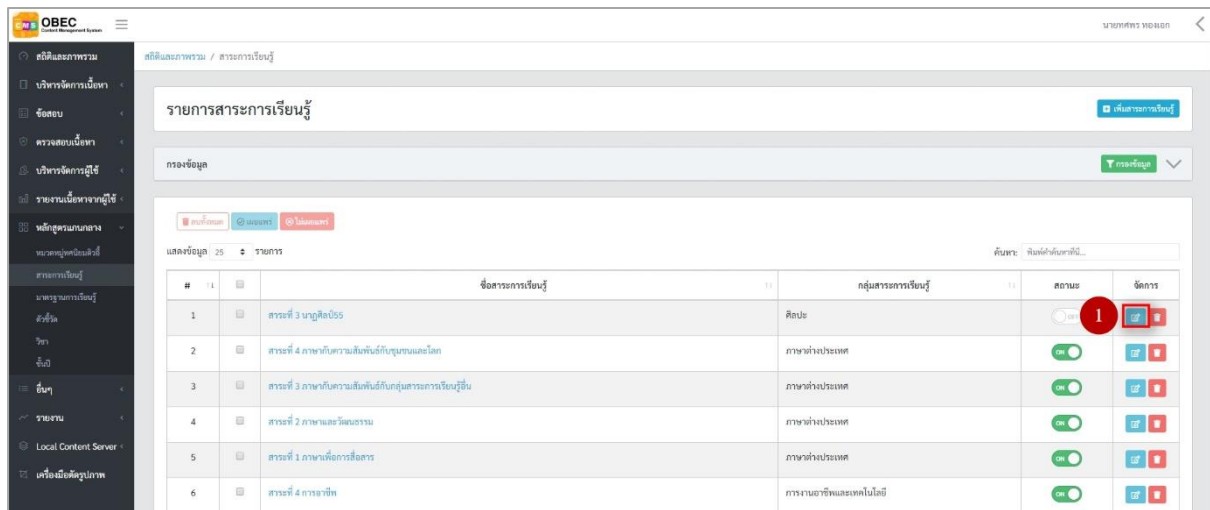 CMS OBEC
Content Management System
นายทศพร ทองเอก
สถิติและภาพรวม
สถิติและภาพรวม / สาระการเรียนรู้
บริหารจัดการเนื้อหา
ข้อสอบ
รายการสาระการเรียนรู้
เพิ่มสาระการเรียนรู้
ตรวจสอบเนื้อหา
บริหารจัดการผู้ใช้
กรองข้อมูล
กรองข้อมูล
รายงานเนื้อหาจากผู้ใช้
หลักสูตรแกนกลาง
ลบทั้งหมด เผยแพร่ ไม่เผยแพร่
หมวดหมู่ทศนิยมดิวอี้
แสดงข้อมูล 25 รายการ
ค้นหา: พิมพ์คำค้นหาที่นี่...
สาระการเรียนรู้
มาตรฐานการเรียนรู้
ตัวชี้วัด
วิชา
ชั้นปี
อื่นๆ
รายงาน
Local Content Server
เครื่องมือตัดรูปภาพ
# ชื่อสาระการเรียนรู้ กลุ่มสาระการเรียนรู้ สถานะ จัดการ
1 สาระที่ 3 นาฏศิลป์55 ศิลปะ OFF 1
2 สาระที่ 4 ภาษากับความสัมพันธ์กับชุมชนและโลก ภาษาต่างประเทศ ON
3 สาระที่ 3 ภาษากับความสัมพันธ์กับกลุ่มสาระการเรียนรู้อื่น ภาษาต่างประเทศ ON
4 สาระที่ 2 ภาษาและวัฒนธรรม ภาษาต่างประเทศ ON
5 สาระที่ 1 ภาษาเพื่อการสื่อสาร ภาษาต่างประเทศ ON
6 สาระที่ 4 การอาชีพ การงานอาชีพและเทคโนโลยี ON